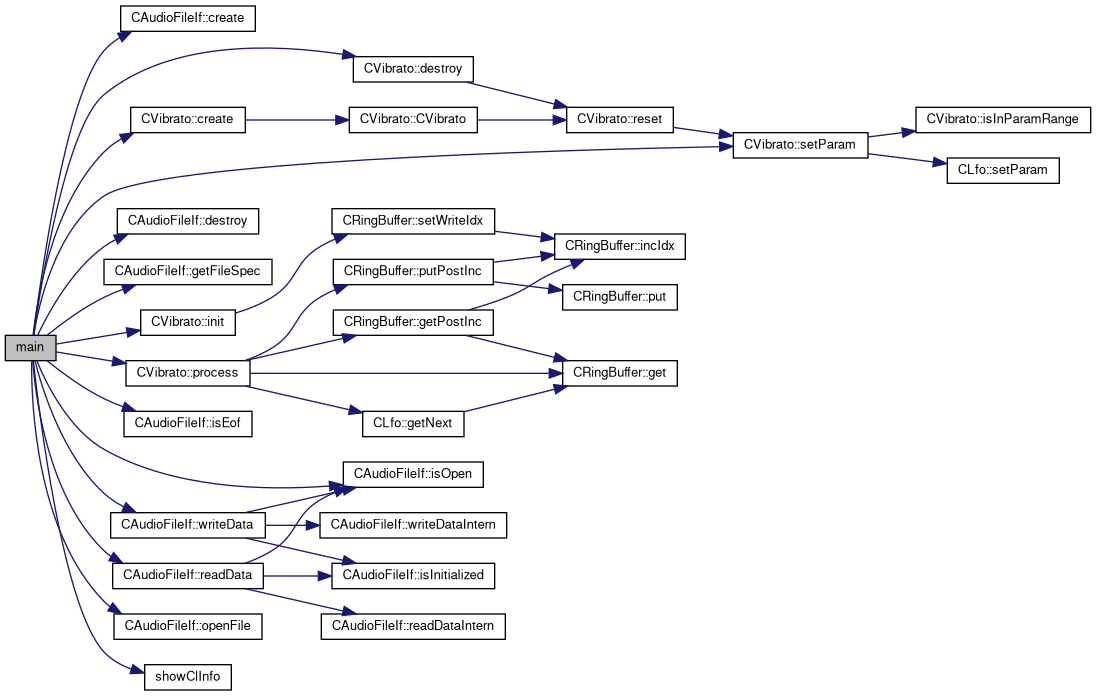 CAudioFileIf::create
CVibrato::destroy
CVibrato::create
CVibrato::CVibrato
CVibrato::reset
CVibrato::isInParamRange
CVibrato::setParam
CLfo::setParam
CAudioFileIf::destroy
CRingBuffer::setWriteIdx
CRingBuffer::incIdx
CAudioFileIf::getFileSpec
CRingBuffer::putPostInc
CRingBuffer::put
CVibrato::init
CRingBuffer::getPostInc
main
CVibrato::process
CRingBuffer::get
CAudioFileIf::isEof
CLfo::getNext
CAudioFileIf::isOpen
CAudioFileIf::writeData
CAudioFileIf::writeDataIntern
CAudioFileIf::readData
CAudioFileIf::isInitialized
CAudioFileIf::openFile
CAudioFileIf::readDataIntern
showClInfo